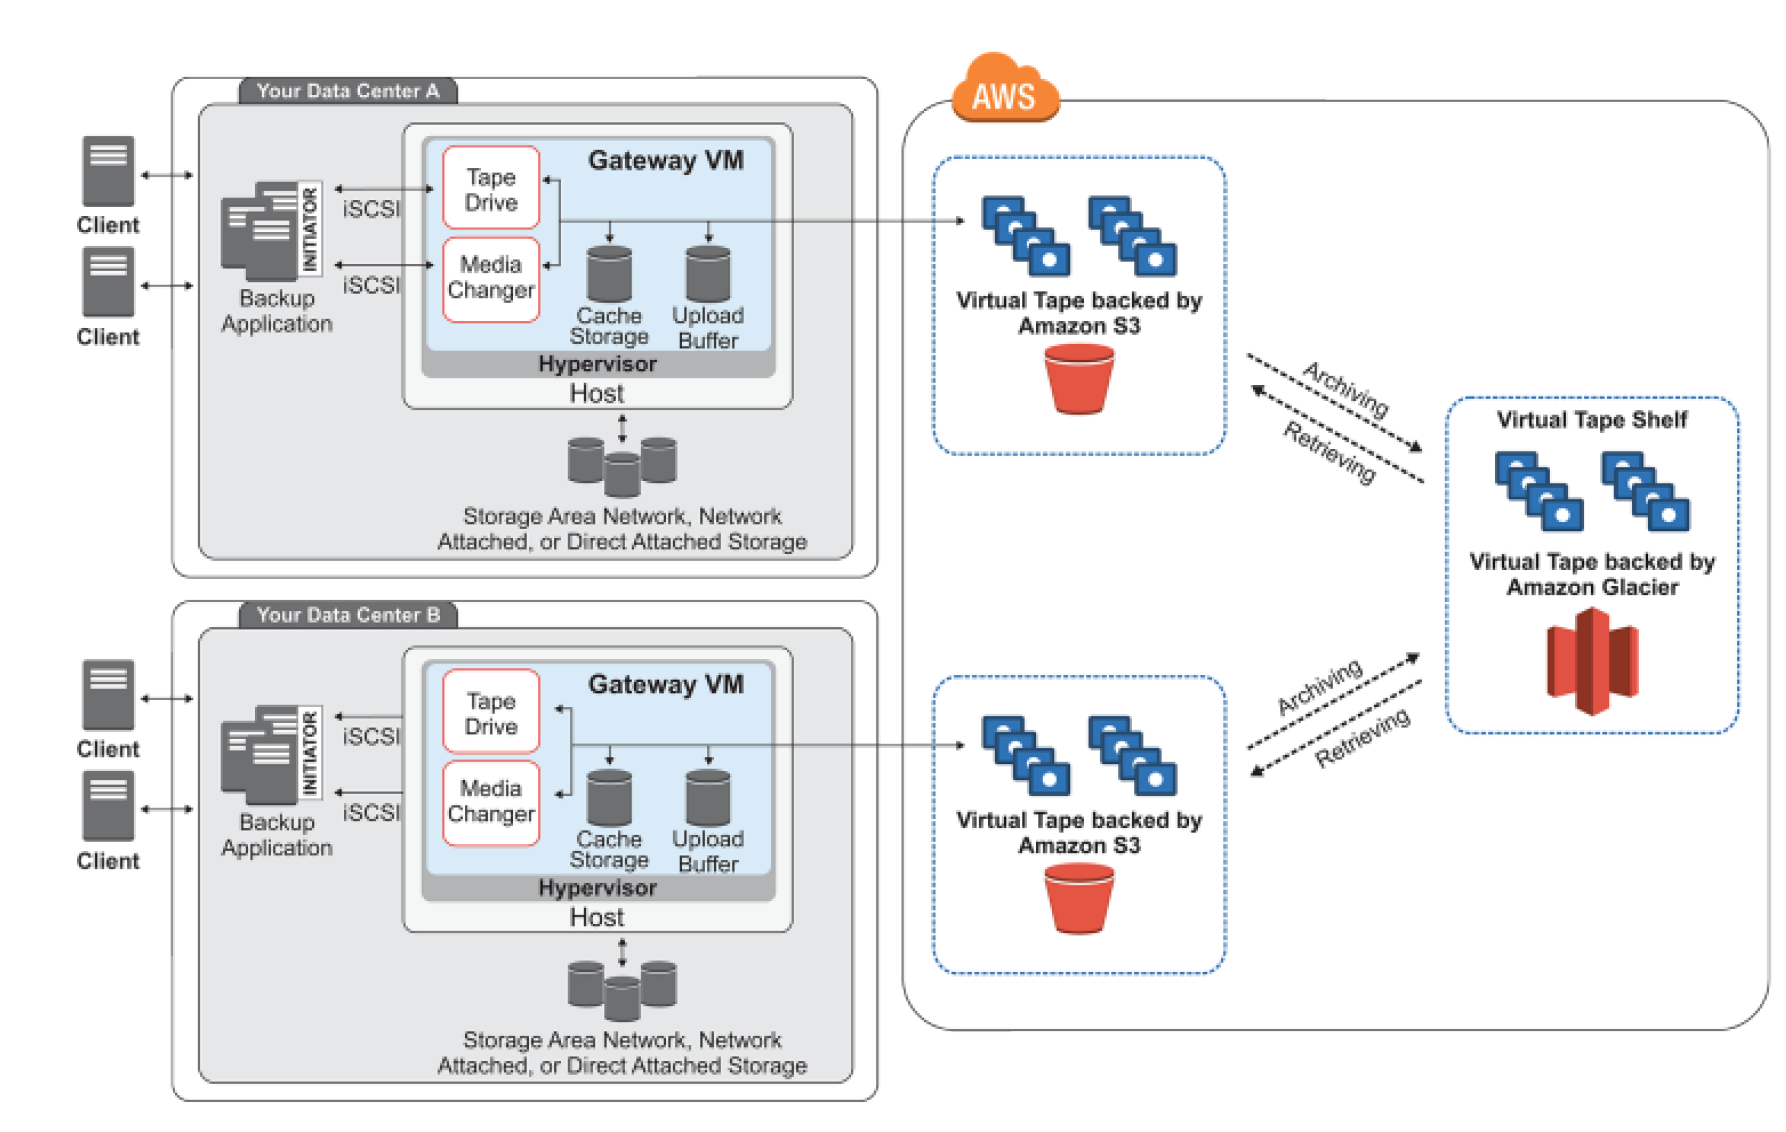 Your Data Center A
Client
Client
INITIATOR
Backup
Application
iSCSI
iSCSI
Tape
Drive
Media
Changer
Gateway VM
Cache
Storage
Upload
Buffer
Hypervisor
Host
Storage Area Network, Network
Attached, or Direct Attached Storage
Your Data Center B
Client
Client
INITIATOR
Backup
Application
iSCSI
iSCSI
Tape
Drive
Media
Changer
Gateway VM
Cache
Storage
Upload
Buffer
Hypervisor
Host
Storage Area Network, Network
Attached, or Direct Attached Storage
AWS
Virtual Tape backed by
Amazon S3
Archiving
Retrieving
Virtual Tape Shelf
Virtual Tape backed by
Amazon Glacier
Archiving
Retrieving
Virtual Tape backed by
Amazon S3